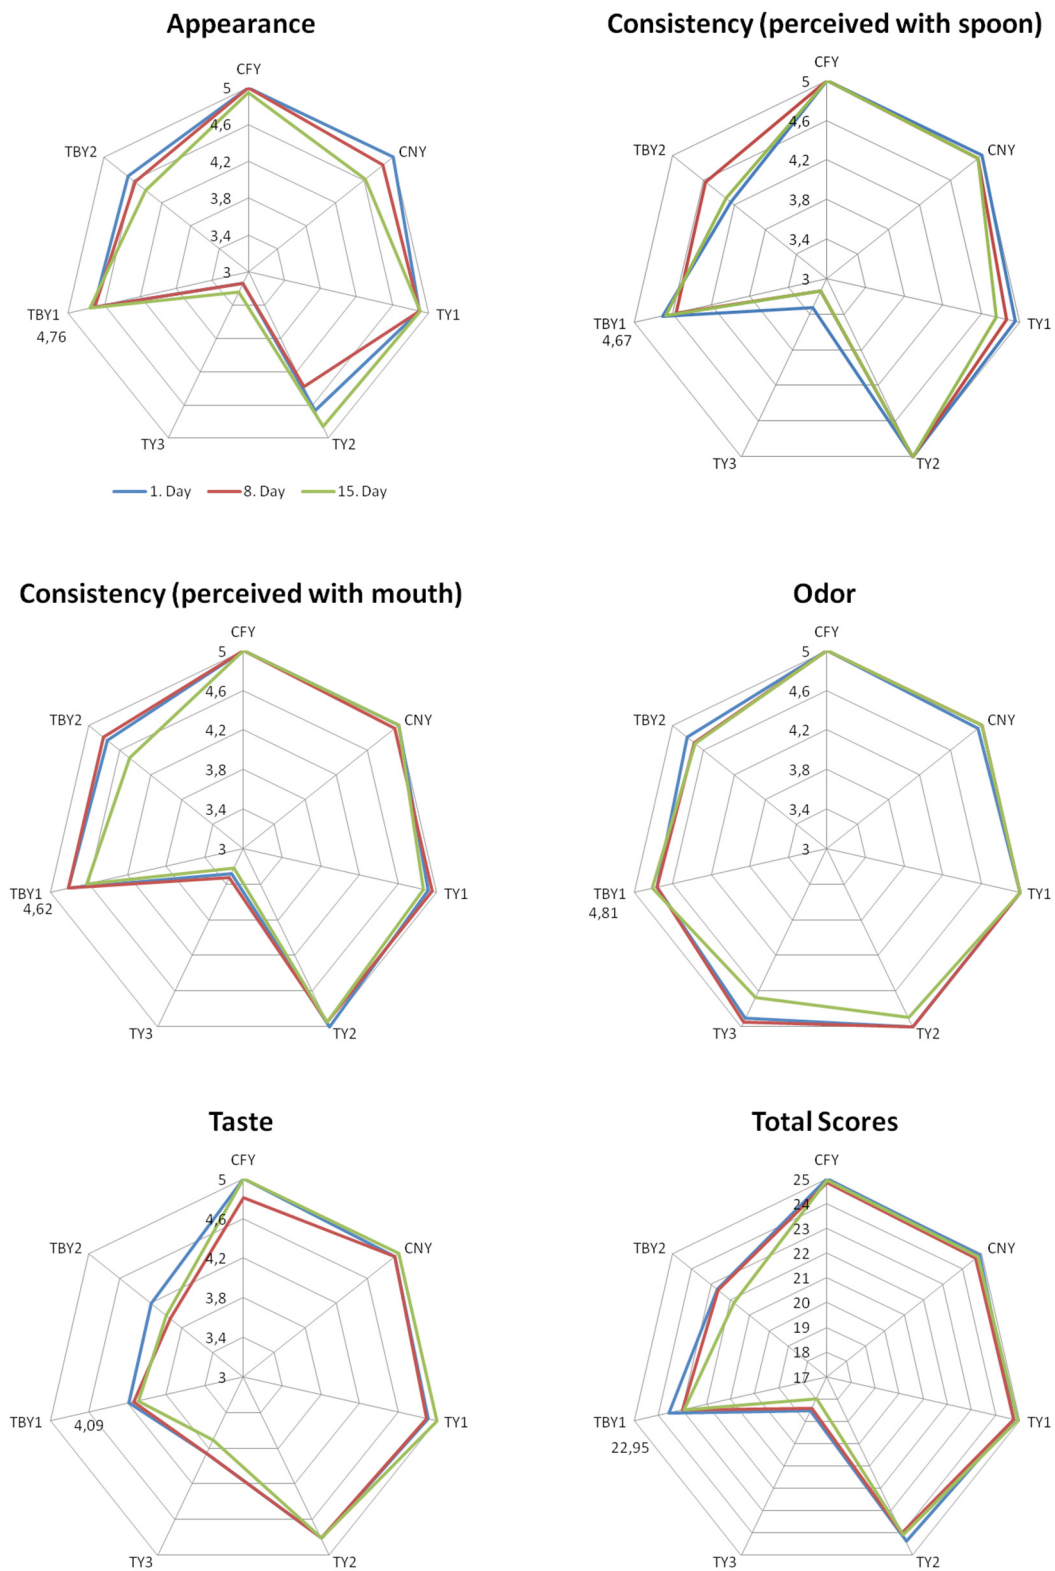 Appearance
CFY
5
4,6
4,2
3,8
3,4
3
CNY
TY1
TY2
TY3
TBY1
4,76
TBY2
1. Day 8. Day 15. Day
Consistency (perceived with spoon)
CFY
5
4,6
4,2
3,8
3,4
3
CNY
TY1
TY2
TY3
TBY1
4,67
TBY2
Consistency (perceived with mouth)
CFY
5
4,6
4,2
3,8
3,4
3
CNY
TY1
TY2
TY3
TBY1
4,62
TBY2
Odor
CFY
5
4,6
4,2
3,8
3,4
3
CNY
TY1
TY2
TY3
TBY1
4,81
TBY2
Taste
CFY
5
4,6
4,2
3,8
3,4
3
CNY
TY1
TY2
TY3
TBY1
4,09
TBY2
Total Scores
CFY
25
24
23
22
21
20
19
18
17
CNY
TY1
TY2
TY3
TBY1
22,95
TBY2